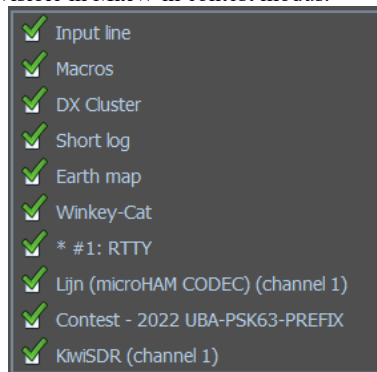 Input line
Macros
DX Cluster
Short log
Earth map
Winkey-Cat
* #1: RTTY
Lijn (microHAM CODEC) (channel 1)
Contest - 2022 UBA-PSK63-PREFIX
KiwiSDR (channel 1)